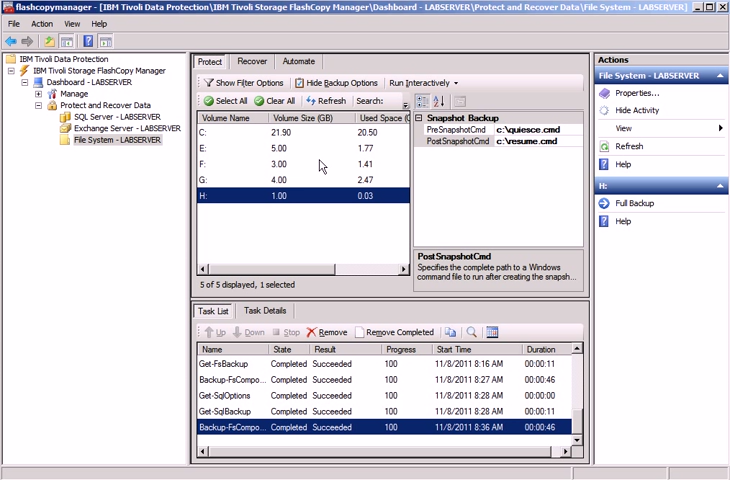 flashcopymanager - [IBM Tivoli Data Protection\IBM Tivoli Storage FlashCopy Manager\Dashboard - LABSERVER\Protect and Recover Data\File System - LABSERVER]
File Action View Help
IBM Tivoli Data Protection
IBM Tivoli Storage FlashCopy Manager
Dashboard - LABSERVER
Manage
Protect and Recover Data
SQL Server - LABSERVER
Exchange Server - LABSERVER
File System - LABSERVER
Protect Recover Automate
Show Filter Options Hide Backup Options Run Interactively
Select All Clear All Refresh Search:
Volume Name Volume Size (GB) Used Space (G
C: 21.90 20.50
E: 5.00 1.77
F: 3.00 1.41
G: 4.00 2.47
H: 1.00 0.03
5 of 5 displayed, 1 selected
Snapshot Backup
PreSnapshotCmd c:\quiesce.cmd
PostSnapshotCmd c:\resume.cmd
PostSnapshotCmd
Specifies the complete path to a Windows
command file to run after creating the snapsh...
Task List Task Details
Up Down Stop Remove Remove Completed
Name State Result Progress Start Time Duration
Get-FsBackup Completed Succeeded 100 11/8/2011 8:16 AM 00:00:11
Backup-FsCompo... Completed Succeeded 100 11/8/2011 8:27 AM 00:00:46
Get-SqlOptions Completed Succeeded 100 11/8/2011 8:28 AM 00:00:00
Get-SqlBackup Completed Succeeded 100 11/8/2011 8:28 AM 00:00:11
Backup-FsCompo... Completed Succeeded 100 11/8/2011 8:36 AM 00:00:46
Actions
File System - LABSERVER
Properties...
Hide Activity
View
Refresh
Help
H:
Full Backup
Help